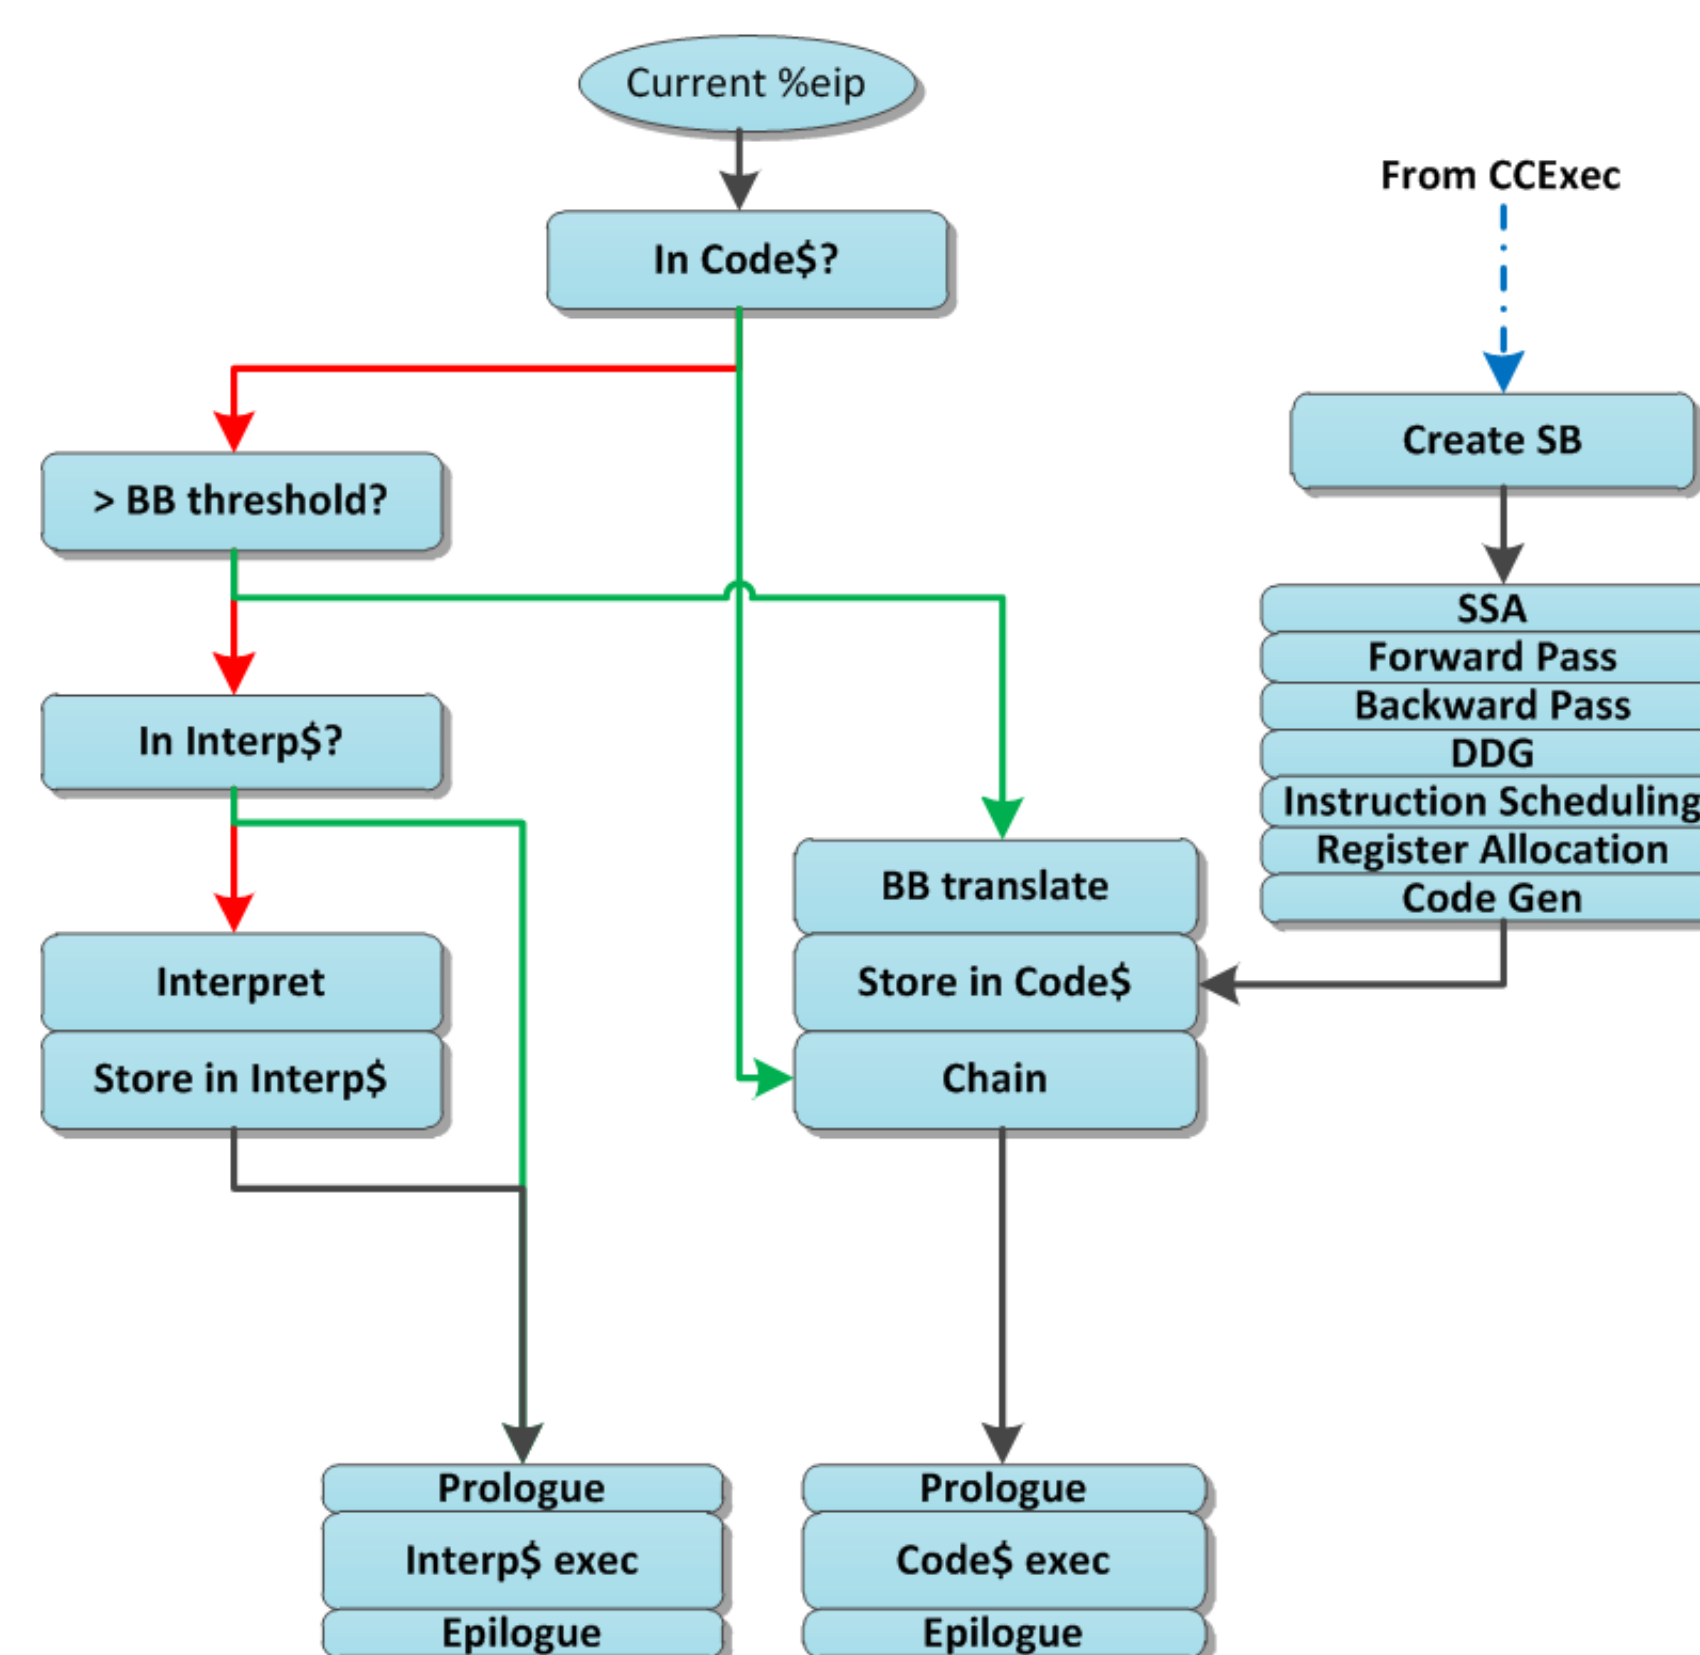 Current %eip
From CCExec
In Code$?
Create SB
> BB threshold?
SSA
Forward Pass
Backward Pass
DDG
Instruction Scheduling
Register Allocation
Code Gen
In Interp$?
BB translate
Store in Code$
Chain
Interpret
Store in Interp$
Prologue
Interp$ exec
Epilogue
Prologue
Code$ exec
Epilogue